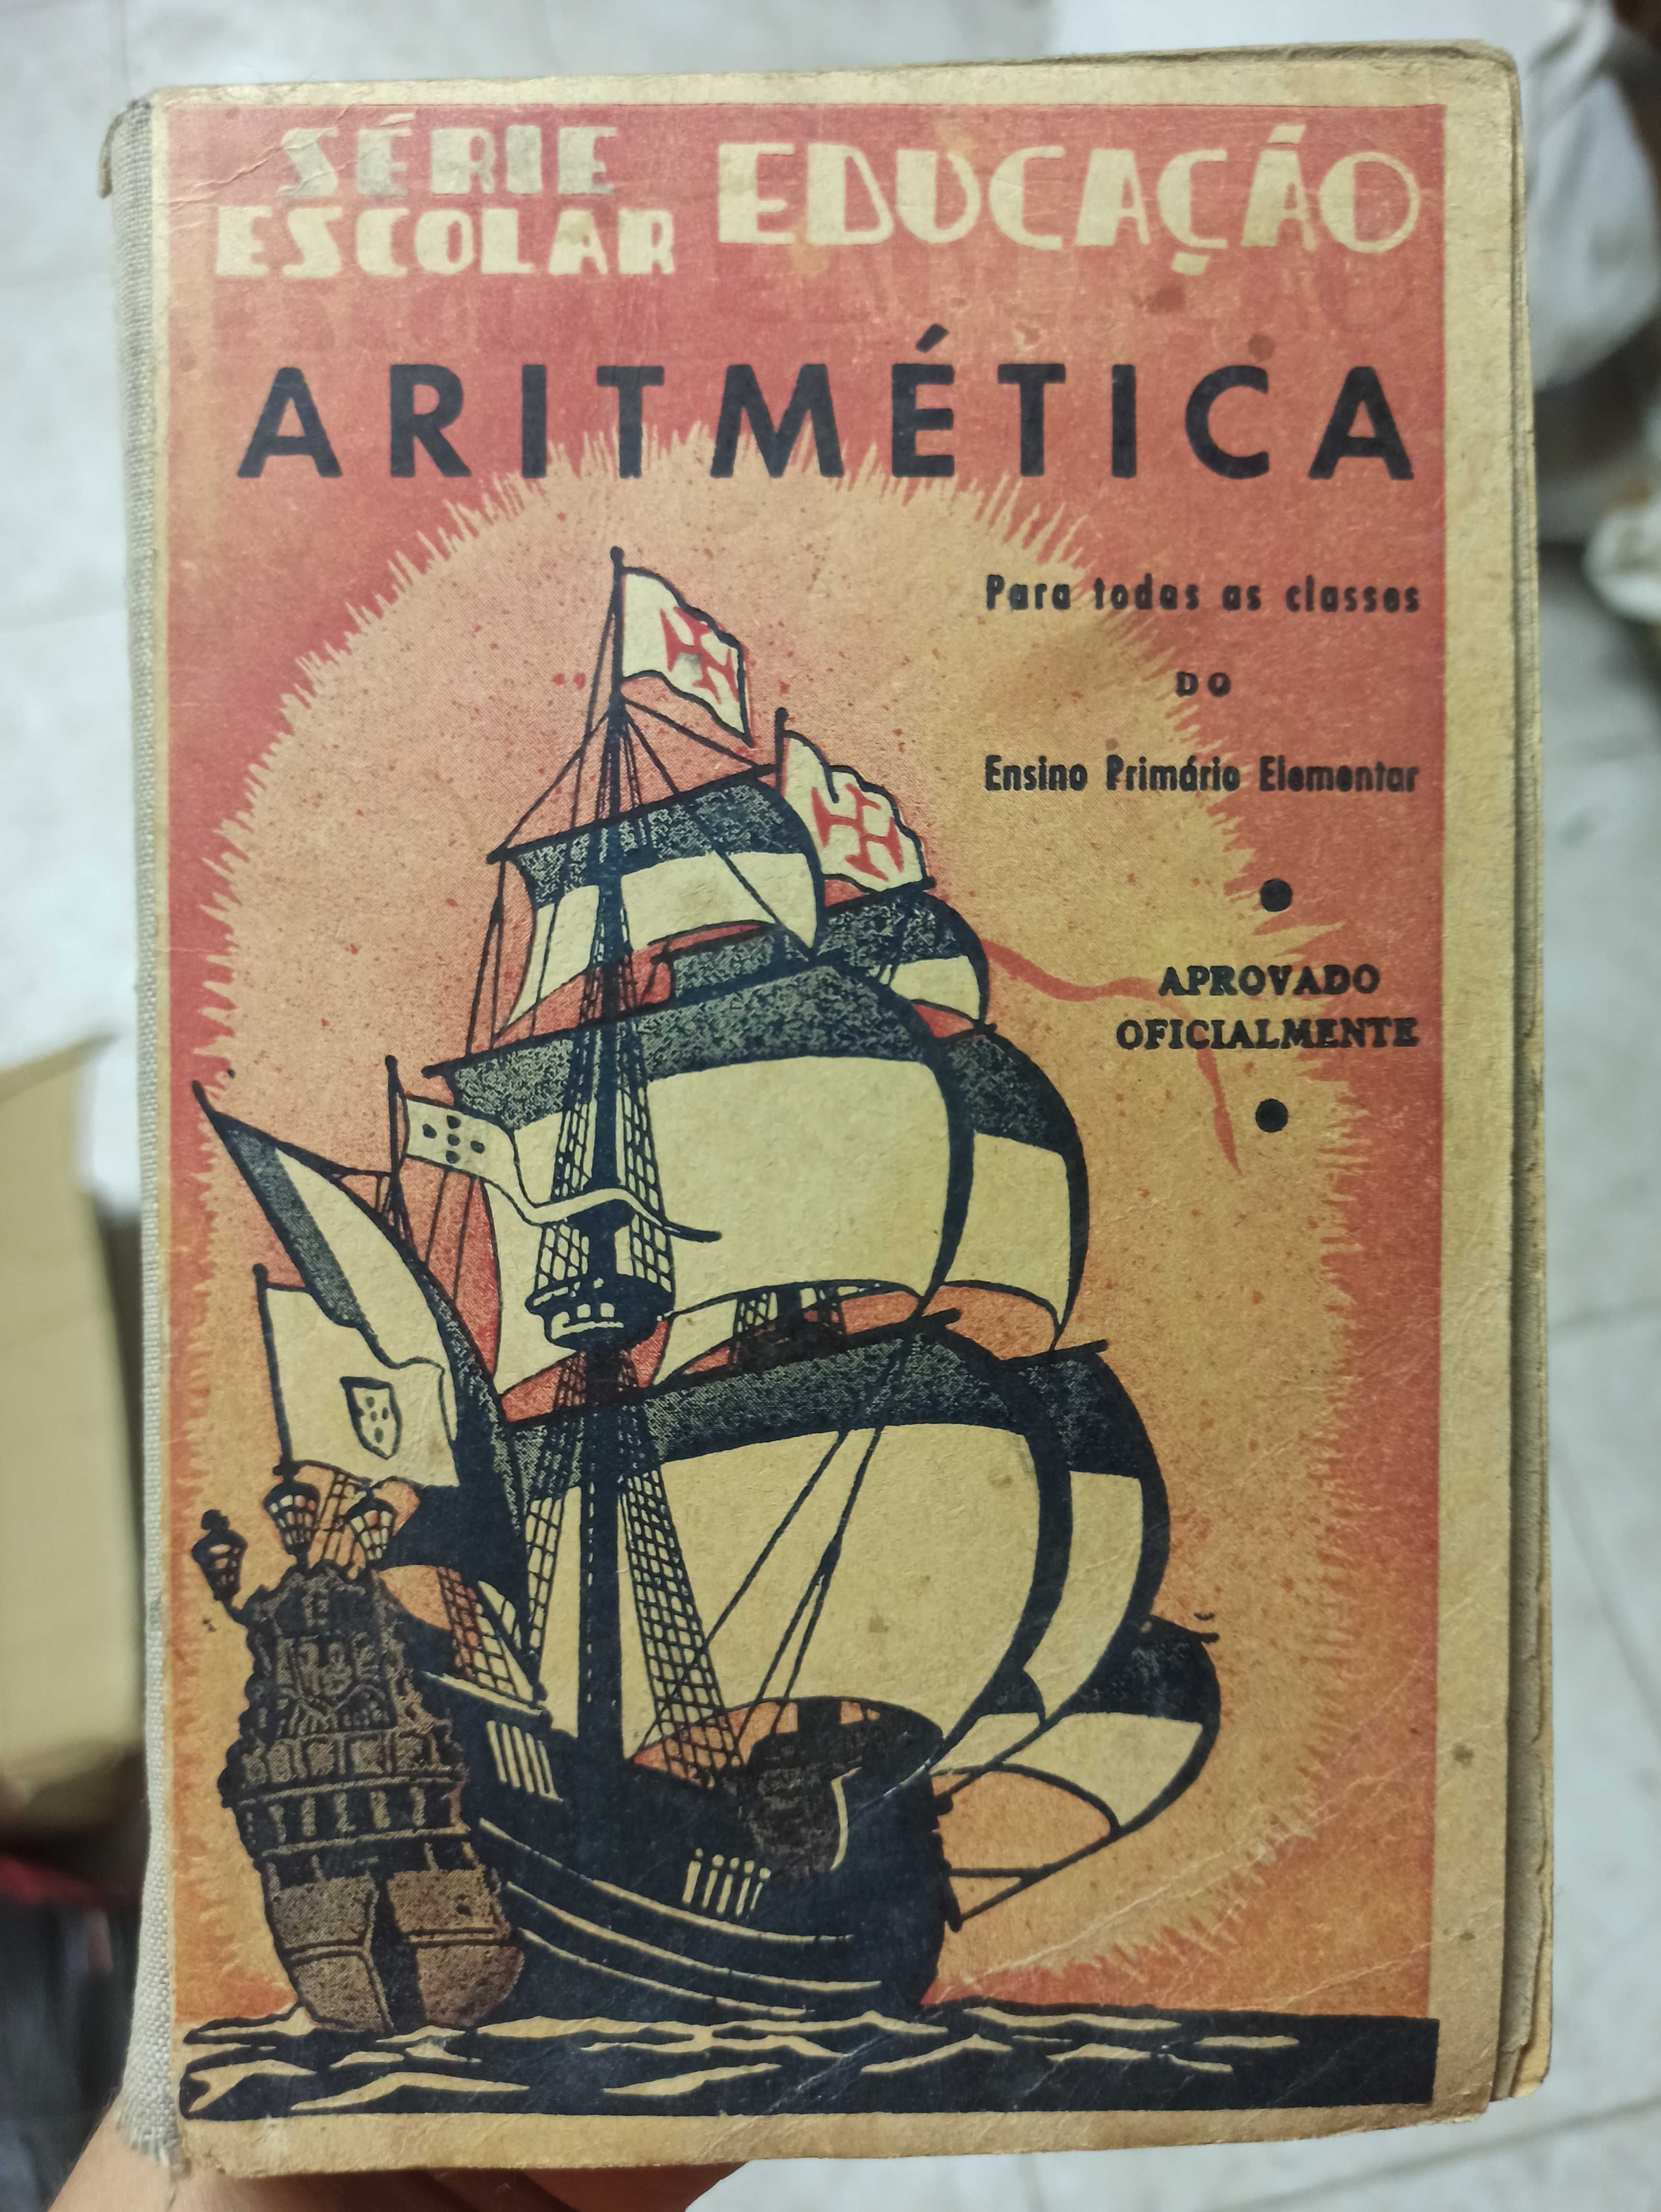 SÉRIE
ESCOLAR
EDUCAÇÃO
ARITMÉTICA
Para todas as classes
DO
Ensino Primário Elementar
APROVADO
OFICIALMENTE